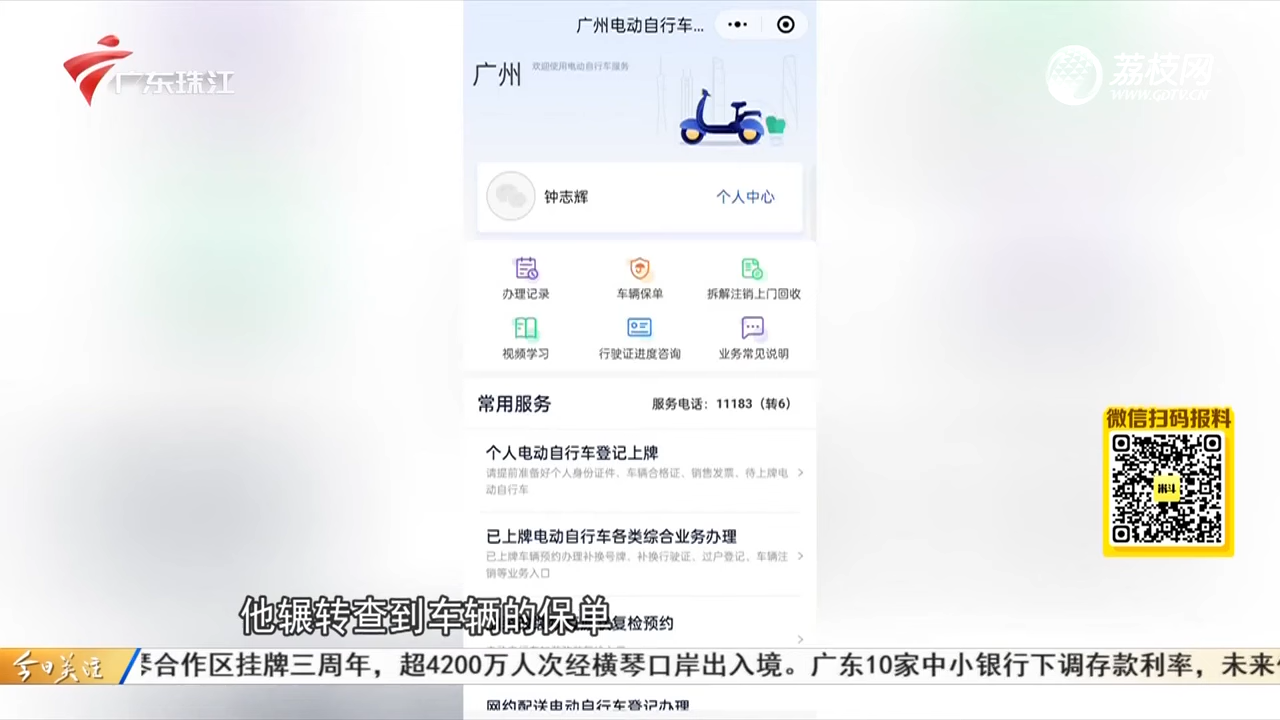 广州电动自行车...
广东珠江
荔枝网
www.gdtv.cn
广州
欢迎使用电动自行车服务
钟志辉
个人中心
办理记录
车辆保单
拆解注销上门回收
视频学习
行驶证进度咨询
业务常见说明
常用服务
服务电话：11183（转6）
微信扫码报料
米斗
个人电动自行车登记上牌
请提前准备好个人身份证件、车辆合格证、销售发票、待上牌电
动自行车
已上牌电动自行车各类综合业务办理
已上牌车辆预约办理补换号牌、补换行驶证、过户登记、车辆注
销等业务入口
复检预约
他辗转查到车辆的保单
今日关注
琴合作区挂牌三周年，超4200万人次经横琴口岸出入境。广东10家中小银行下调存款利率，未来
网约配送电动自行车登记办理